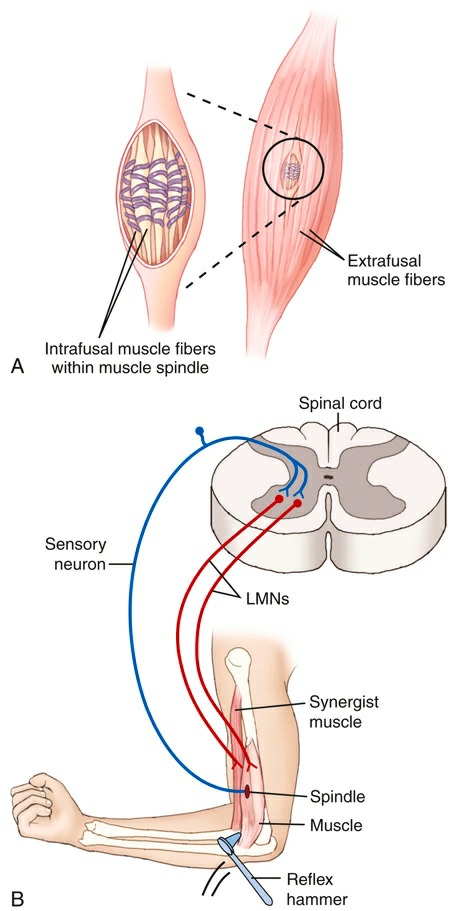 Extrafusal
muscle fibers
Intrafusal muscle fibers
within muscle spindle
A
Spinal cord
Sensory
neuron
LMNs
Synergist
muscle
Spindle
Muscle
Reflex
hammer
B